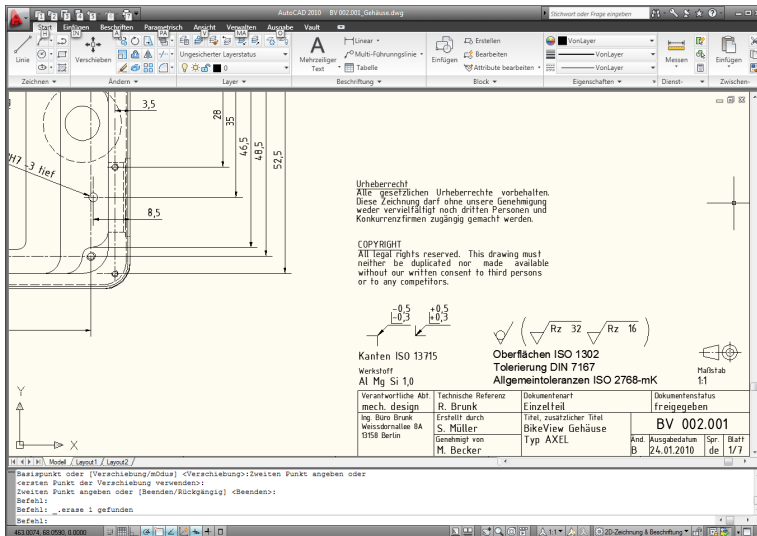 AutoCAD 2010 BV 002.001_Gehäuse.dwg
Stichwort oder Frage eingeben
Start Einfügen Beschriften Parametrisch Ansicht Verwalten Ausgabe Vault
Linie
Verschieben
Ungesicherter Layerstatus
0
Mehrzeiliger Text
Linear
Multi-Führungslinie
Tabelle
Einfügen
Erstellen
Bearbeiten
Attribute bearbeiten
VonLayer
VonLayer
VonLayer
Messen
Einfügen
Zeichnen Ändern Layer Beschriftung Block Eigenschaften Dienst- Zwischen-
3,5
28
35
46,5
48,5
52,5
H7 -3 tief
8,5
Urheberrecht
Alle gesetzlichen Urheberrechte vorbehalten.
Diese Zeichnung darf ohne unsere Genehmigung
weder vervielfältigt noch dritten Personen und
Konkurrenzfirmen zugängig gemacht werden.
COPYRIGHT
All legal rights reserved. This drawing must
neither be duplicated nor made available
without our written consent to third persons
or to any competitors.
-0,5 +0,5
-0,3 +0,3
Rz 32 Rz 16
Kanten ISO 13715
Oberflächen ISO 1302
Tolerierung DIN 7167
Allgemeintoleranzen ISO 2768-mK
Werkstoff
Al Mg Si 1,0
Maßstab
1:1
Verantwortliche Abt.
mech. design
Technische Referenz
R. Brunk
Dokumentenart
Einzelteil
Dokumentenstatus
freigegeben
Ing. Büro Brunk
Weissdornallee 8A
13158 Berlin
Erstellt durch
S. Müller
Genehmigt von
M. Becker
Titel, zusätzlicher Titel
BikeView Gehäuse
Typ AXEL
BV 002.001
Änd.
B
Ausgabedatum
24.01.2010
Spr.
de
Blatt
1/7
Y
X
Modell Layout1 Layout2
Basispunkt oder [Verschiebung/mOdus] <Verschiebung>:Zweiten Punkt angeben oder
<ersten Punkt der Verschiebung verwenden>:
Zweiten Punkt angeben oder [Beenden/Rückgängig] <Beenden>:
Befehl:
Befehl: _.erase 1 gefunden
Befehl:
463.0074, 68.0590, 0.0000
1:1
2D-Zeichnung & Beschriftung